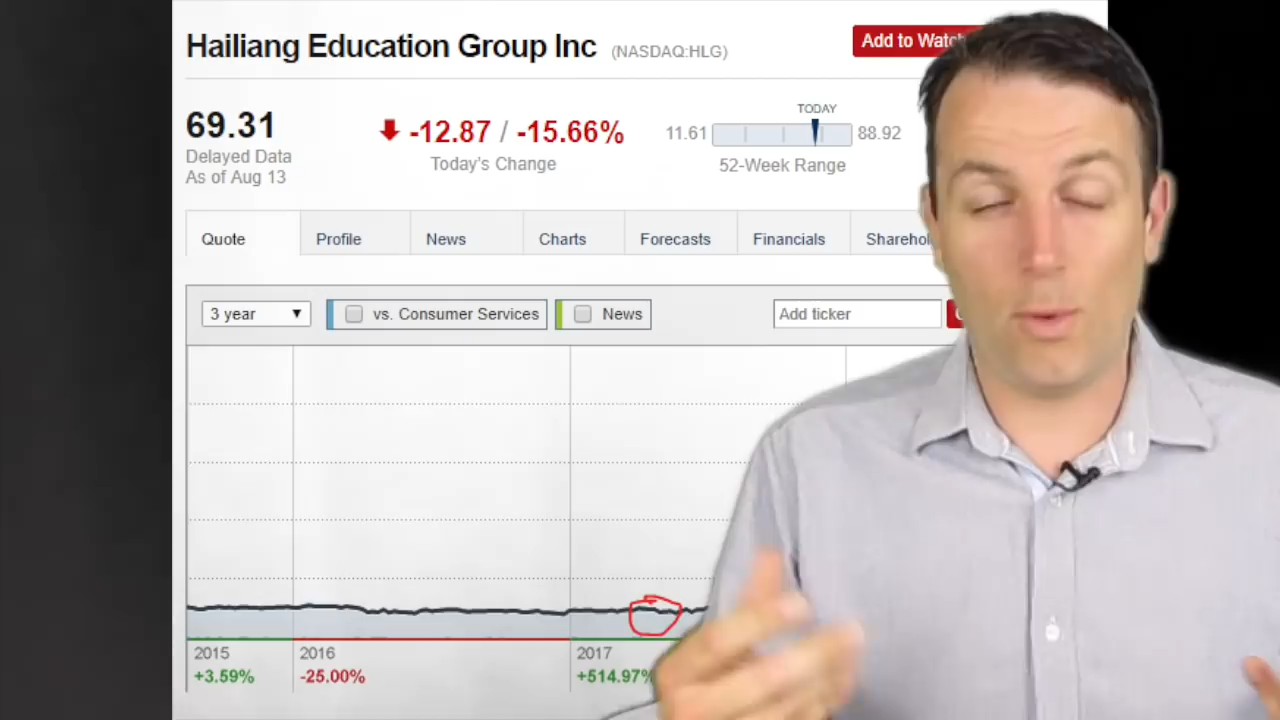 Hailiang Education Group Inc (NASDAQ:HLG)
Add to
69.31
Delayed Data
As of Aug 13
-12.87 / -15.66%
Today's Change
TODAY
11.61 88.92
52-Week Range
Quote Profile News Charts Forecasts Financials
3 year vs. Consumer Services News Add ticker
2015 2016 2017
+3.59% -25.00% +514.97%